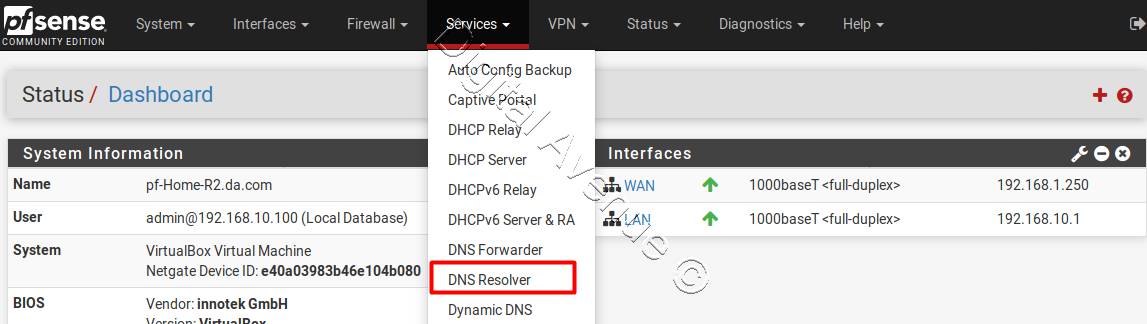 pfsense System Interfaces Firewall Services VPN Status Diagnostics Help
COMMUNITY EDITION
Auto Config Backup
Captive Portal
DHCP Relay
DHCP Server
DHCPv6 Relay
DHCPv6 Server & RA
DNS Forwarder
DNS Resolver
Dynamic DNS
Status / Dashboard
System Information
Name pf-Home-R2.da.com
User admin@192.168.10.100 (Local Database)
System VirtualBox Virtual Machine
Netgate Device ID: e40a03983b46e104b080
BIOS Vendor: innotek GmbH
Version: VirtualBox
Interfaces
WAN 1000baseT <full-duplex> 192.168.1.250
LAN 1000baseT <full-duplex> 192.168.10.1
Digital Avenue ©